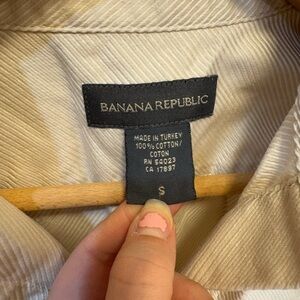 BANANA REPUBLIC
MADE IN TURKEY
100% COTTON/
COTON
RN 54023
CA 17897
S